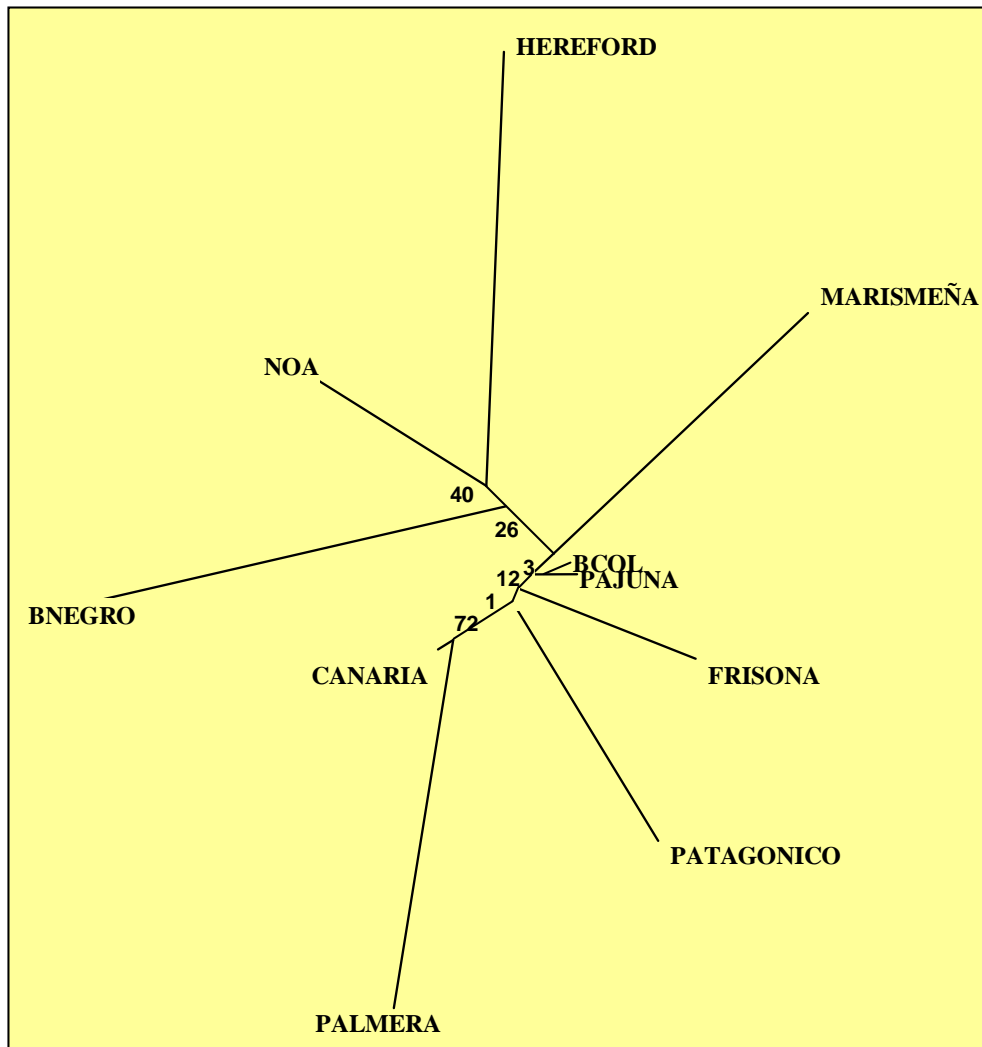 HEREFORD
MARISMEÑA
NOA
40
26
BCOL
3
PAJUNA
12
1
BNEGRO
72
CANARIA
FRISONA
PATAGONICO
PALMERA